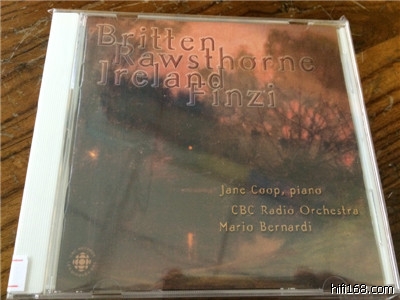 Britten
Rawsthorne
Ireland
Finzi
Jane Coop, piano
CBC Radio Orchestra
Mario Bernardi
hifi168.com